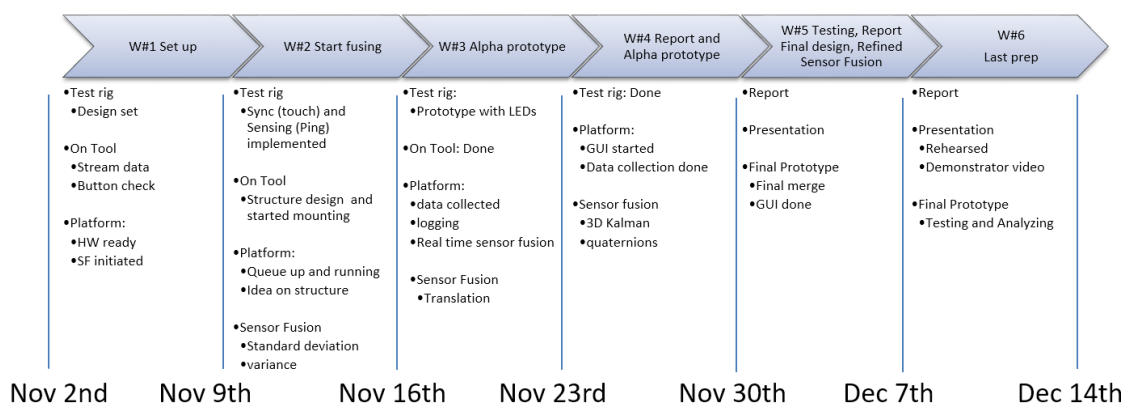 W#1 Set up
W#2 Start fusing
W#3 Alpha prototype
W#4 Report and
Alpha prototype
W#5 Testing, Report
Final design, Refined
Sensor Fusion
W#6
Last prep
•Test rig
•Design set
•On Tool
•Stream data
•Button check
•Platform:
•HW ready
•SF initiated
•Test rig
•Sync (touch) and
Sensing (Ping)
implemented
•On Tool
•Structure design and
started mounting
•Platform:
•Queue up and running
•Idea on structure
•Sensor Fusion
•Standard deviation
•variance
•Test rig:
•Prototype with LEDs
•On Tool: Done
•Platform:
•data collected
•logging
•Real time sensor fusion
•Sensor Fusion
•Translation
•Test rig: Done
•Platform:
•GUI started
•Data collection done
•Sensor fusion
•3D Kalman
•quaternions
•Report
•Presentation
•Final Prototype
•Final merge
•GUI done
•Report
•Presentation
•Rehearsed
•Demonstrator video
•Final Prototype
•Testing and Analyzing
Nov 2nd
Nov 9th
Nov 16th
Nov 23rd
Nov 30th
Dec 7th
Dec 14th